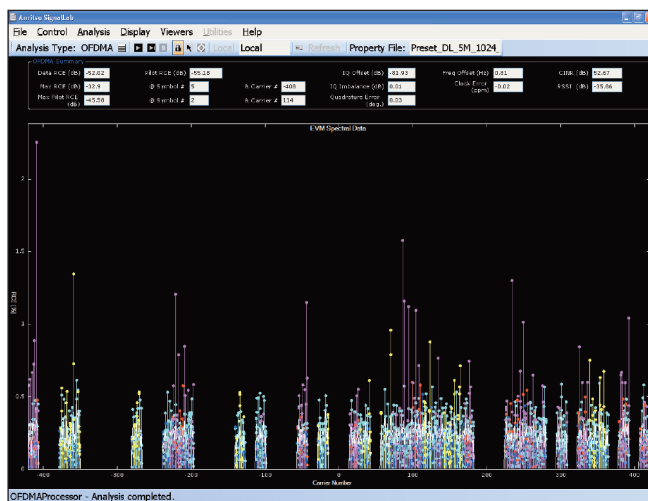 Anritsu SignalLab
File Control Analysis Display Viewers Utilities Help
Analysis Type: OFDMA Local Local Refresh Property File: Preset_DL_5M_1024_
OFDMA Summary
Data RCE (dB) -52.02 Pilot RCE (dB) -55.18 IQ Offset (dB) -81.93 Freq Offset (Hz) 0.81 CINR (dB) 52.67
Max RCE (dB) -12.9 @ Symbol # 5 & Carrier # -408 IQ Imbalance (dB) 0.01 Clock Error (ppm) -0.02 RSSI (dB) -15.86
Max Pilot RCE (dB) -45.58 @ Symbol # 2 & Carrier # 114 Quadrature Error (deg.) 0.03
EVM Spectral Data
2
1.5
1
0.5
0
RCE (%)
-400 -300 -200 -100 0 100 200 300 400
Carrier Number
OFDMAProcessor - Analysis completed.